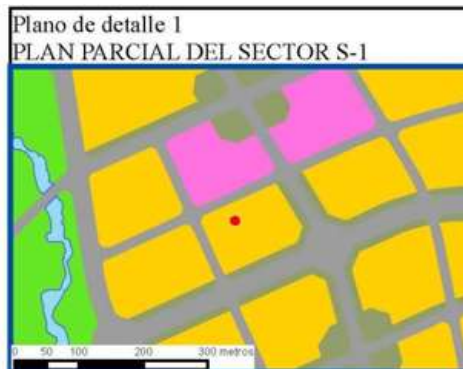 Plano de detalle 1
PLAN PARCIAL DEL SECTOR S-1
0 50 100 200 300 metros